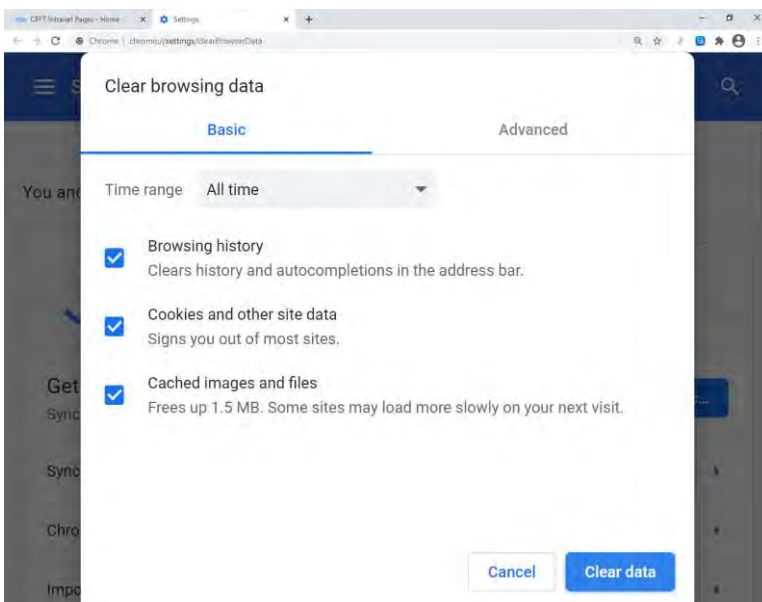 CPFT Intranet Pages - Home
Settings
Chrome | chrome://settings/clearBrowserData
S
Clear browsing data
Basic
Advanced
You and
Time range
All time
Browsing history
Clears history and autocompletions in the address bar.
Cookies and other site data
Signs you out of most sites.
Get
Cached images and files
Sync
Frees up 1.5 MB. Some sites may load more slowly on your next visit.
Sync
Chro
Cancel
Clear data
Impo